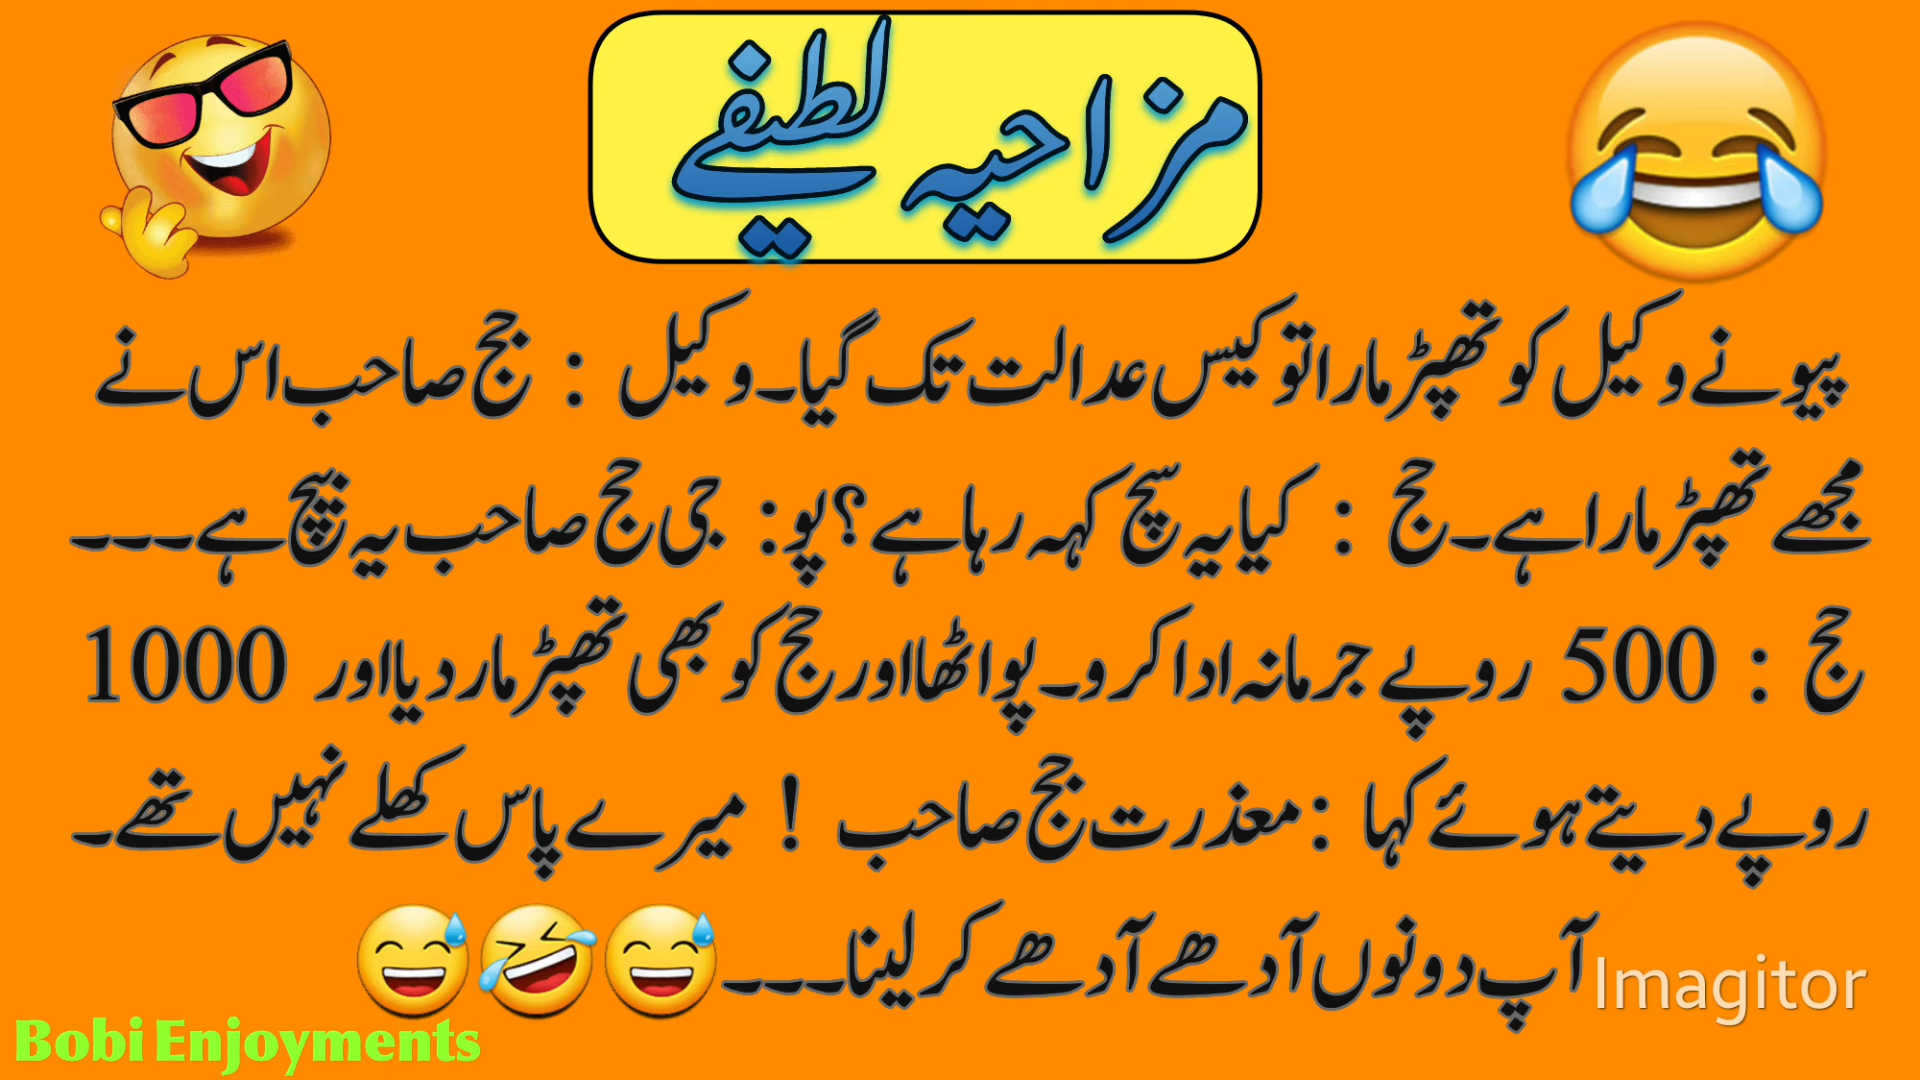 مزاحیہ لطیفے
پپو نے وکیل کو تھپڑ مارا تو کیس عدالت تک گیا۔ وکیل : جج صاحب اس نے
مجھے تھپڑ مارا ہے۔ جج : کیا یہ سچ کہہ رہا ہے؟ پو: جی جج صاحب یہ پیچ ہے۔۔۔
جج : 500 روپے جرمانہ ادا کرو۔ پو اٹھا اور جج کو بھی تھپڑ مار دیا اور 1000
روپے دیتے ہوئے کہا :معذرت جج صاحب ! میرے پاس کھلے نہیں تھے۔
آپ دونوں آدھے آدھے کر لینا۔۔۔۔😅🤣😅
Imagitor
Bobi Enjoyments